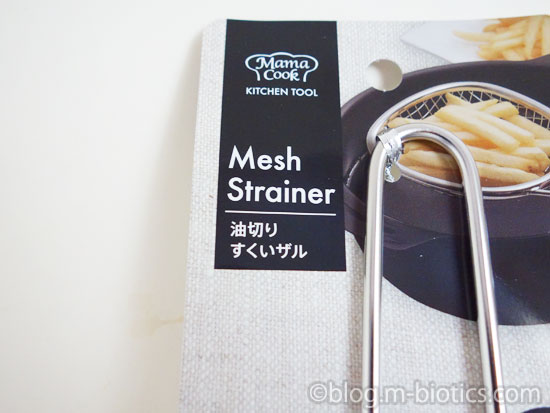 Mama
Cook
KITCHEN TOOL
Mesh
Strainer
油切り
すくいザル
©blog.m-biotics.com